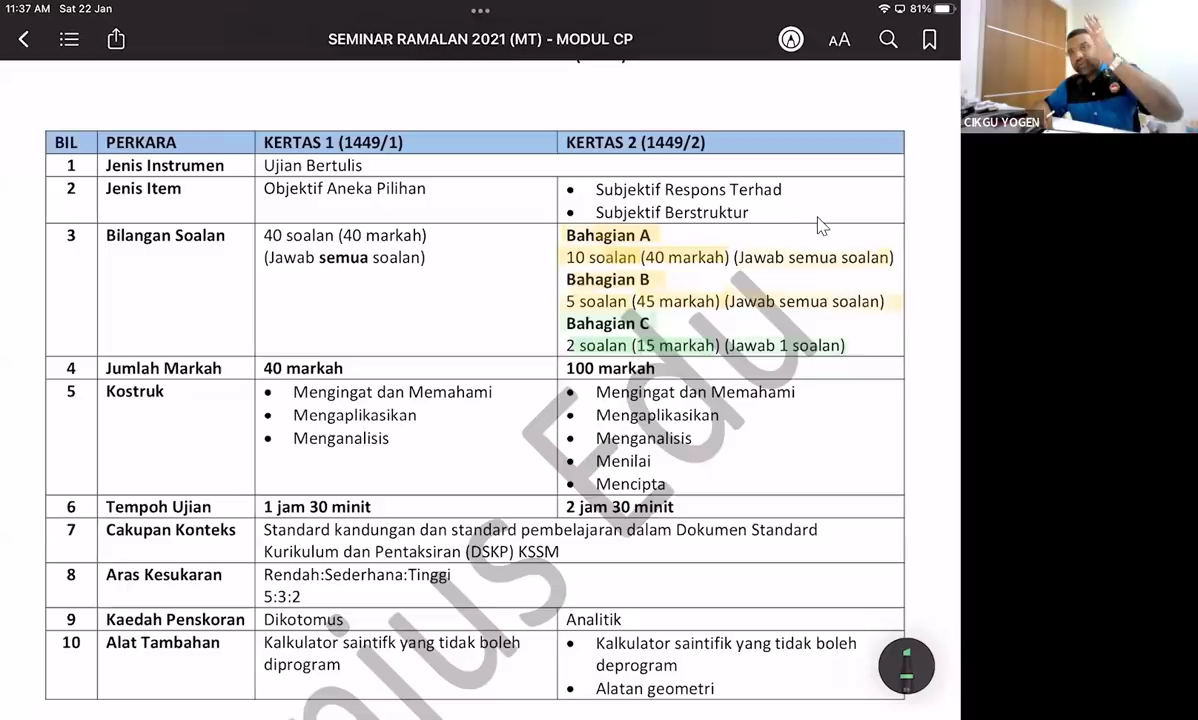 11:37 AM Sat 22 Jan
81%
AA
SEMINAR RAMALAN 2021 (MT) - MODUL CP
CIKGU YOGEN
BIL PERKARA KERTAS 1 (1449/1) KERTAS 2 (1449/2)
1 Jenis Instrumen Ujian Bertulis
2 Jenis Item Objektif Aneka Pilihan • Subjektif Respons Terhad
• Subjektif Berstruktur
3 Bilangan Soalan 40 soalan (40 markah) Bahagian A
(Jawab semua soalan) 10 soalan (40 markah) (Jawab semua soalan)
Bahagian B
5 soalan (45 markah) (Jawab semua soalan)
Bahagian C
2 soalan (15 markah) (Jawab 1 soalan)
4 Jumlah Markah 40 markah 100 markah
5 Kostruk • Mengingat dan Memahami • Mengingat dan Memahami
• Mengaplikasikan • Mengaplikasikan
• Menganalisis • Menganalisis
• Menilai
• Mencipta
6 Tempoh Ujian 1 jam 30 minit 2 jam 30 minit
7 Cakupan Konteks Standard kandungan dan standard pembelajaran dalam Dokumen Standard
Kurikulum dan Pentaksiran (DSKP) KSSM
8 Aras Kesukaran Rendah:Sederhana:Tinggi
5:3:2
9 Kaedah Penskoran Dikotomus Analitik
10 Alat Tambahan Kalkulator saintifk yang tidak boleh • Kalkulator saintifik yang tidak boleh
diprogram deprogram
• Alatan geometri